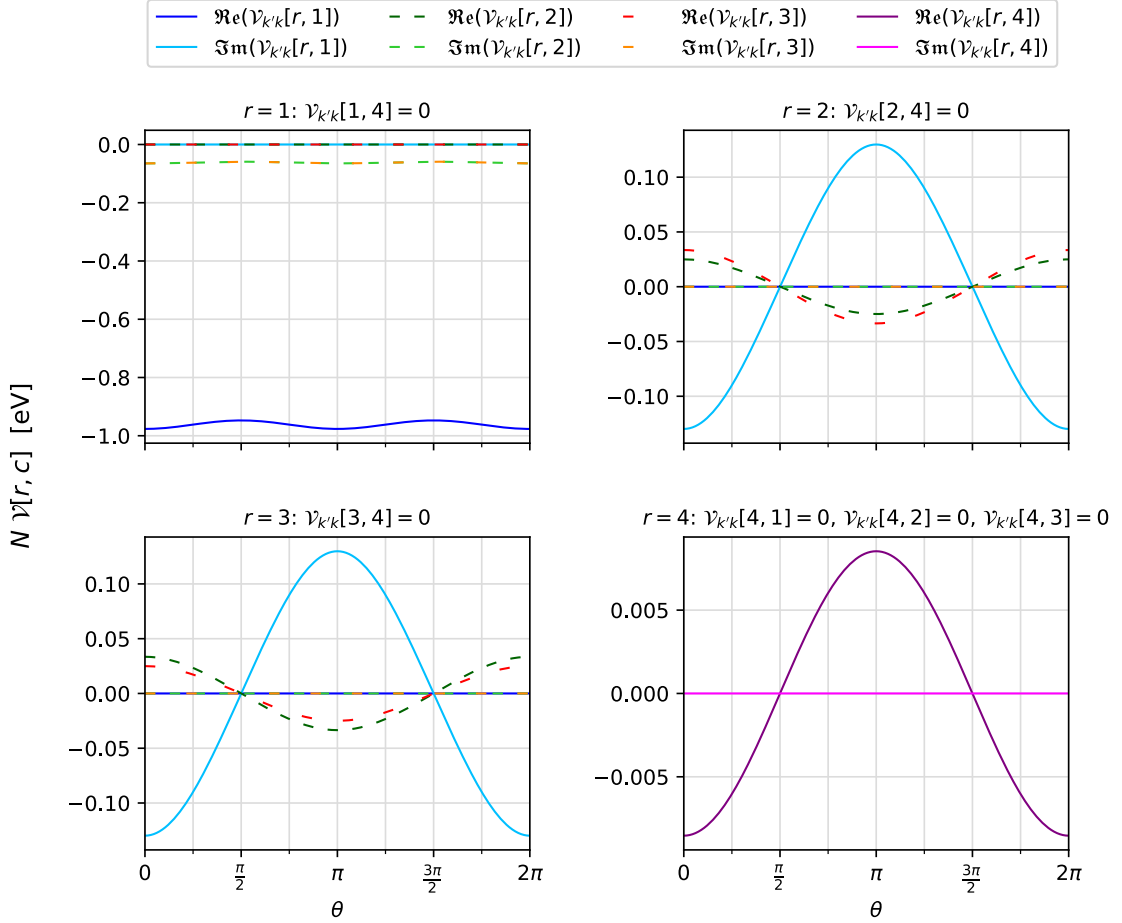 ℜ𝔢(𝒱ₖ′ₖ[r, 1]) ℜ𝔢(𝒱ₖ′ₖ[r, 2]) ℜ𝔢(𝒱ₖ′ₖ[r, 3]) ℜ𝔢(𝒱ₖ′ₖ[r, 4])
ℑ𝔪(𝒱ₖ′ₖ[r, 1]) ℑ𝔪(𝒱ₖ′ₖ[r, 2]) ℑ𝔪(𝒱ₖ′ₖ[r, 3]) ℑ𝔪(𝒱ₖ′ₖ[r, 4])
r = 1: 𝒱ₖ′ₖ[1, 4] = 0
0.0
−0.2
−0.4
−0.6
−0.8
−1.0
r = 2: 𝒱ₖ′ₖ[2, 4] = 0
0.10
0.05
0.00
−0.05
−0.10
N 𝒱[r, c] [eV]
r = 3: 𝒱ₖ′ₖ[3, 4] = 0
0.10
0.05
0.00
−0.05
−0.10
0 π/2 π 3π/2 2π
θ
r = 4: 𝒱ₖ′ₖ[4, 1] = 0, 𝒱ₖ′ₖ[4, 2] = 0, 𝒱ₖ′ₖ[4, 3] = 0
0.005
0.000
−0.005
0 π/2 π 3π/2 2π
θ